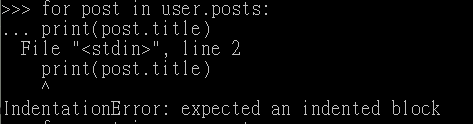 >>> for post in user.posts:
... print(post.title)
  File "<stdin>", line 2
    print(post.title)
    ^
IndentationError: expected an indented block